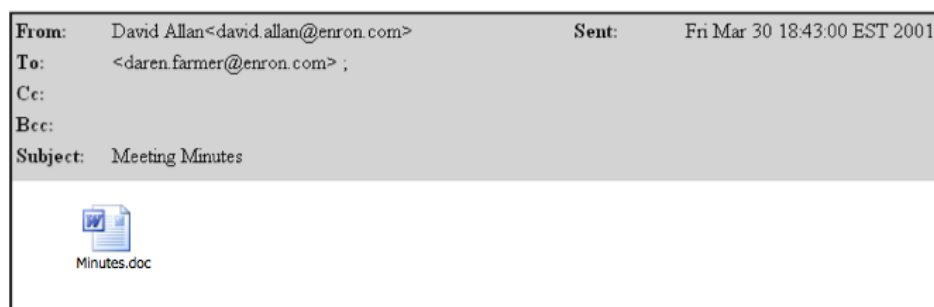 From: David Allan<david.allan@enron.com> Sent: Fri Mar 30 18:43:00 EST 2001
To: <daren.farmer@enron.com> ;
Cc:
Bcc:
Subject: Meeting Minutes
W
Minutes.doc